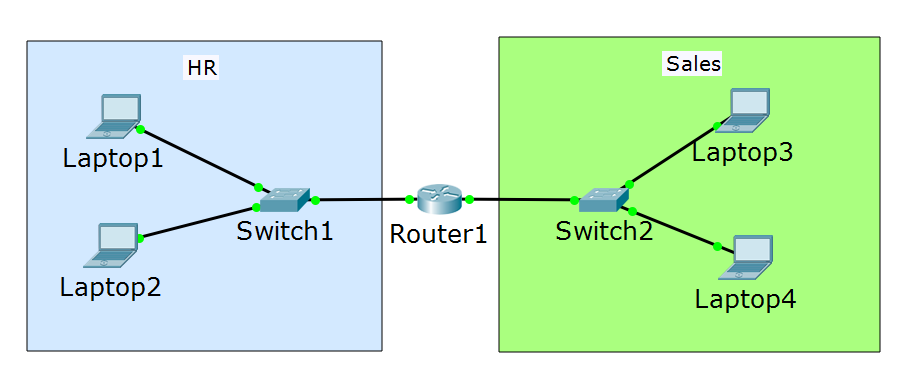 HR
Laptop1
Laptop2
Switch1
Router1
Sales
Laptop3
Switch2
Laptop4